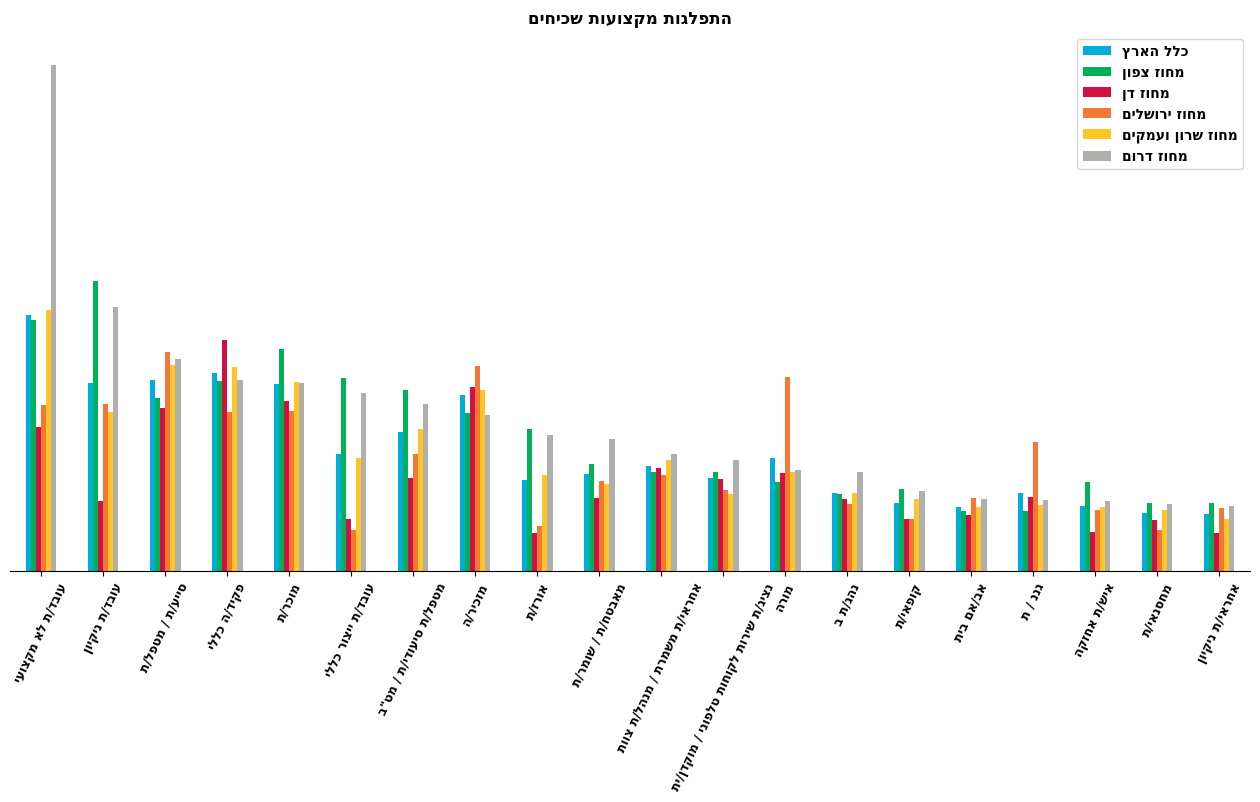 התפלגות מקצועות שכיחים
כלל הארץ
מחוז צפון
מחוז דן
מחוז ירושלים
מחוז שרון ועמקים
מחוז דרום
עובד/ת לא מקצועי
עובד/ת ניקיון
סייע/ת / מטפל/ת
פקיד/ה כללי
מוכר/ת
עובד/ת ייצור כללי
מטפל/ת סיעודי/ת / מט"ב
מזכיר/ה
אורז/ת
מאבטח/ת / שומר/ת
אחראי/ת משמרת / מנהל/ת צוות
נציג/ת שירות לקוחות טלפוני / מוקדן/ית
מורה
נהג/ת ב
קופאי/ת
אב/אם בית
גנן / ת
איש/ת אחזקה
מחסנאי/ת
אחראי/ת ניקיון